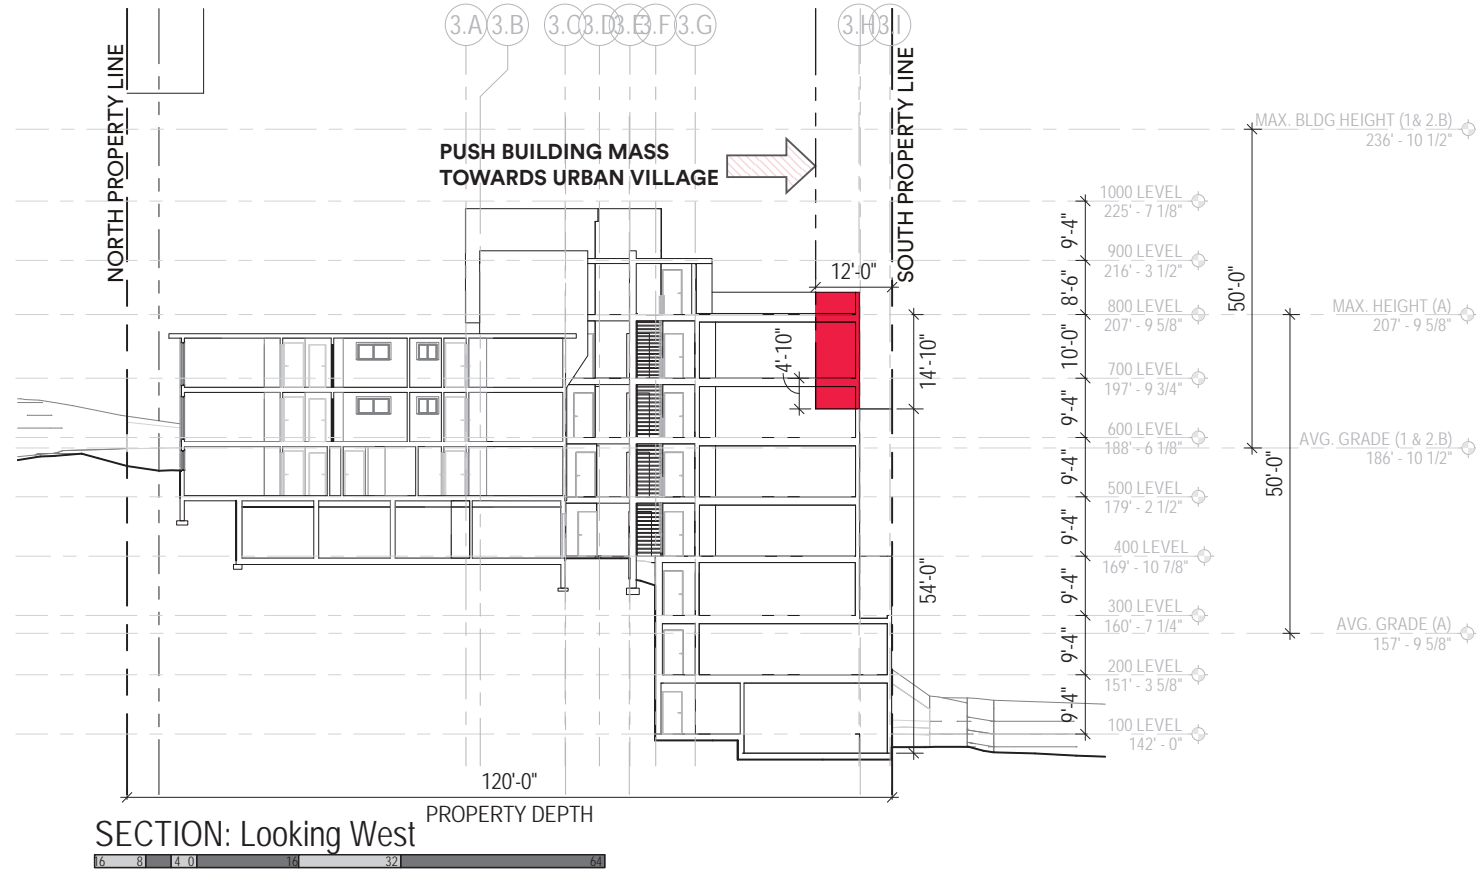 3.A
3.B
3.C
3.D
3.E
3.F
3.G
3.H
3.I
NORTH PROPERTY LINE
SOUTH PROPERTY LINE
PUSH BUILDING MASS
TOWARDS URBAN VILLAGE
MAX. BLDG HEIGHT (1& 2.B)
236' - 10 1/2"
1000 LEVEL
225' - 7 1/8"
9'-4"
900 LEVEL
216' - 3 1/2"
12'-0"
8'-6"
50'-0"
800 LEVEL
207' - 9 5/8"
MAX. HEIGHT (A)
207' - 9 5/8"
4'-10"
14'-10"
10'-0"
700 LEVEL
197' - 9 3/4"
9'-4"
600 LEVEL
188' - 6 1/8"
AVG. GRADE (1 & 2.B)
186' - 10 1/2"
9'-4"
50'-0"
500 LEVEL
179' - 2 1/2"
9'-4"
400 LEVEL
169' - 10 7/8"
54'-0"
9'-4"
300 LEVEL
160' - 7 1/4"
AVG. GRADE (A)
157' - 9 5/8"
9'-4"
200 LEVEL
151' - 3 5/8"
9'-4"
100 LEVEL
142' - 0"
120'-0"
PROPERTY DEPTH
SECTION: Looking West
16 8 4 0 16 32 64